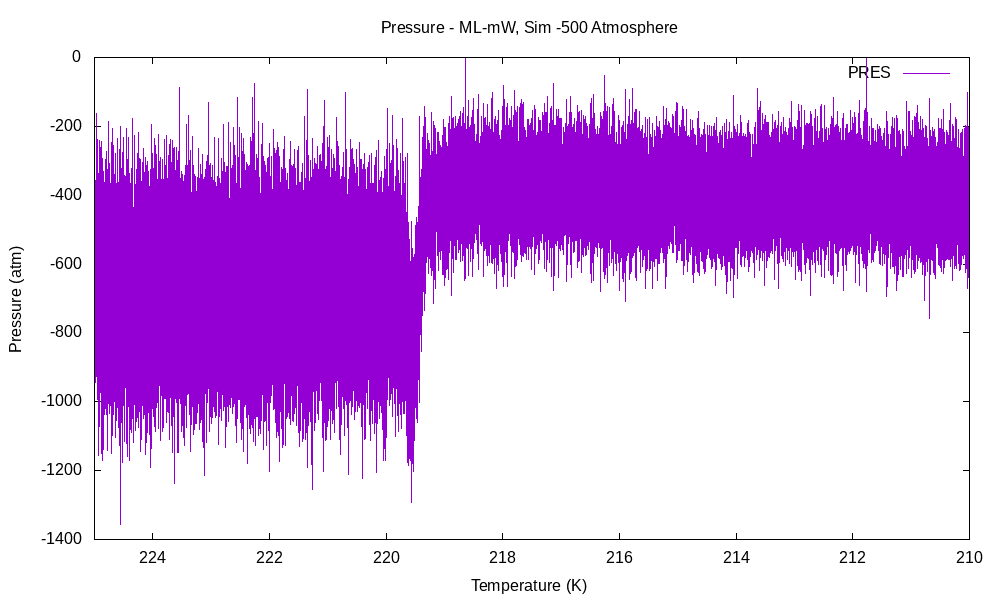 Pressure - ML-mW, Sim -500 Atmosphere
PRES
0
-200
-400
-600
-800
-1000
-1200
-1400
Pressure (atm)
224 222 220 218 216 214 212 210
Temperature (K)